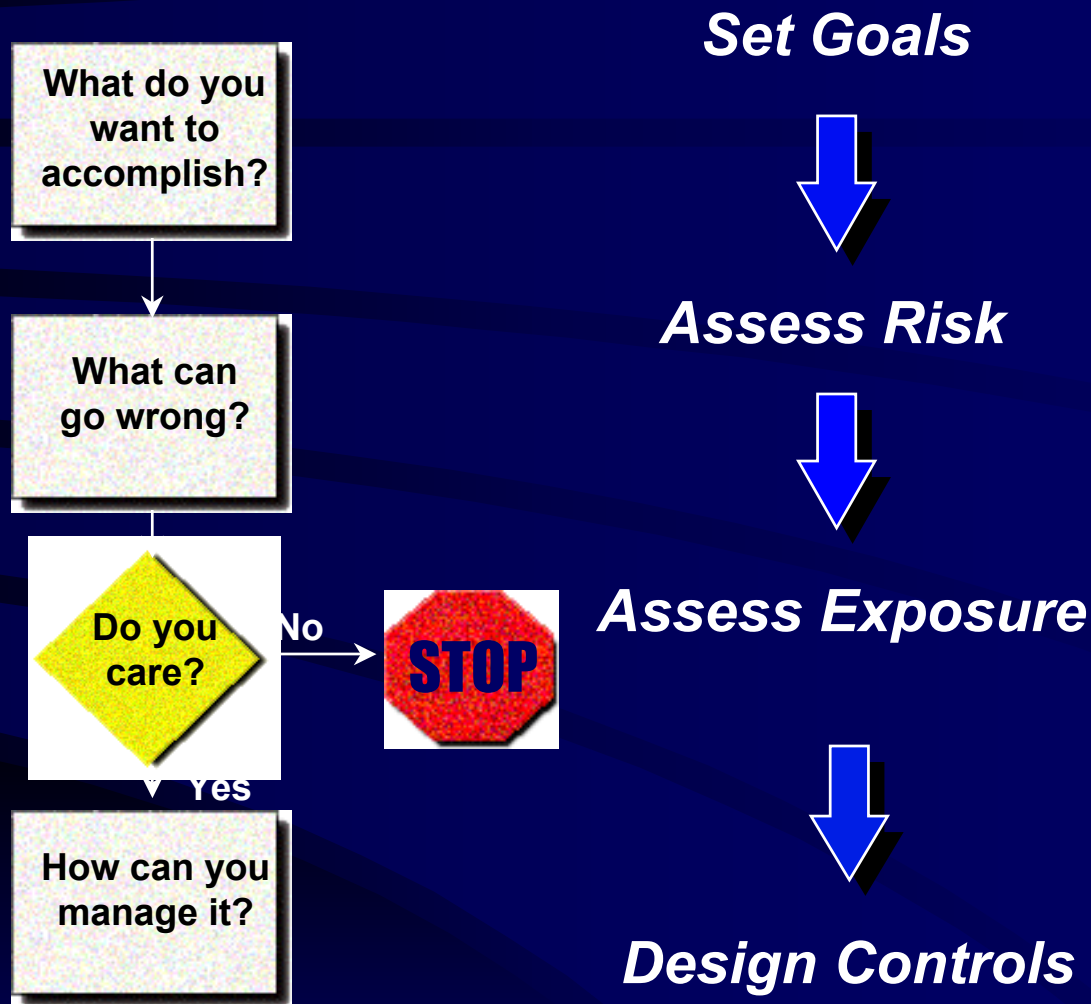 Set Goals
What do you
want to
accomplish?
Assess Risk
What can
go wrong?
Do you
care?
No
STOP
Assess Exposure
Yes
How can you
manage it?
Design Controls